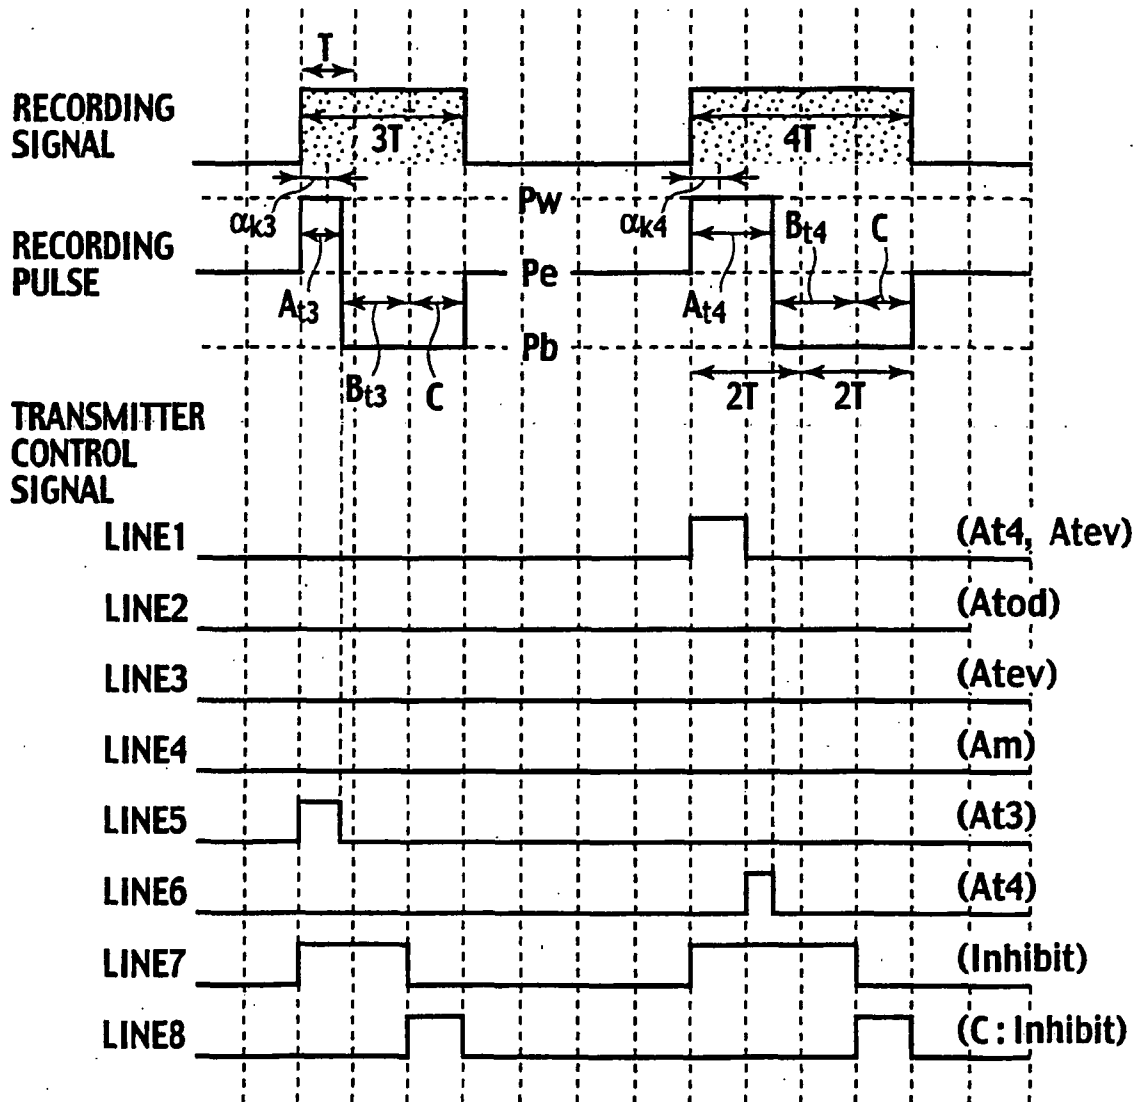 T
RECORDING
SIGNAL
3T
4T
αk3
Pw
αk4
Bt4
C
RECORDING
PULSE
Pe
At3
At4
Pb
Bt3
C
2T
2T
TRANSMITTER
CONTROL
SIGNAL
LINE1
(At4, Atev)
LINE2
(Atod)
LINE3
(Atev)
LINE4
(Am)
LINE5
(At3)
LINE6
(At4)
LINE7
(Inhibit)
LINE8
(C:Inhibit)